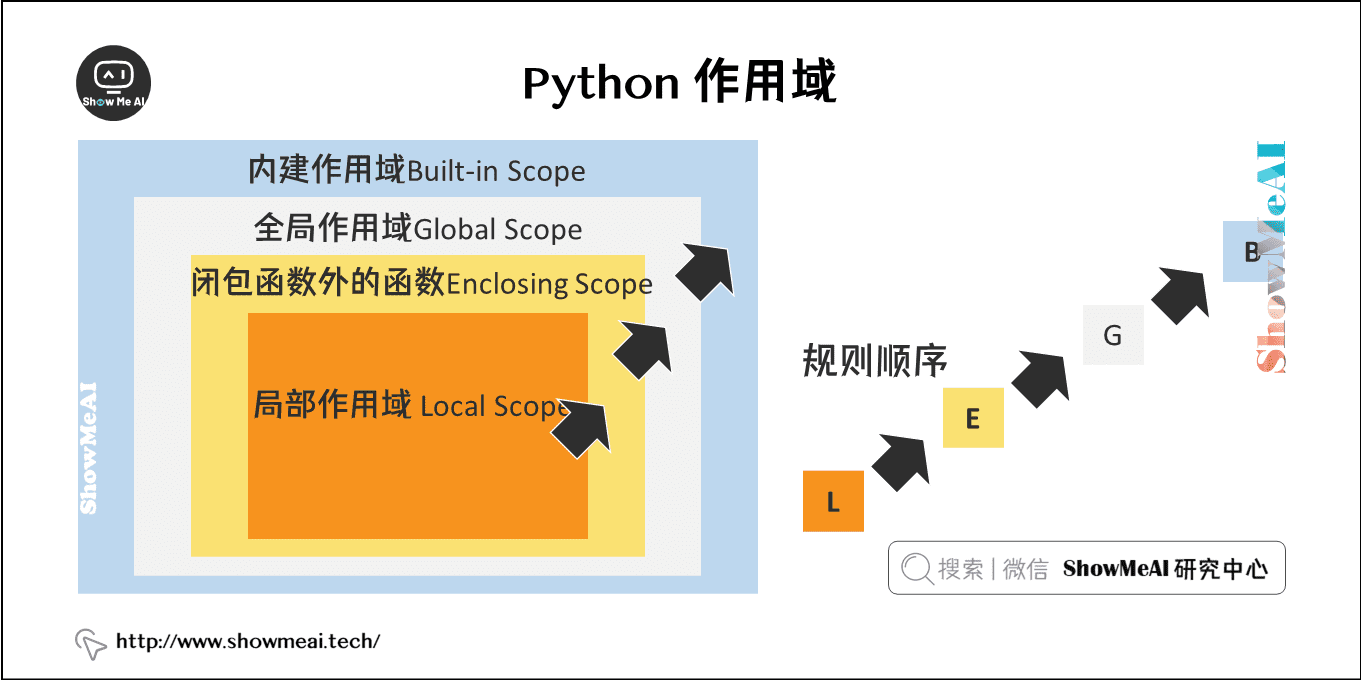 Show Me AI
Python 作用域
内建作用域Built-in Scope
全局作用域Global Scope
闭包函数外的函数Enclosing Scope
局部作用域 Local Scope
ShowMeAI
规则顺序
L
E
G
B
ShowMeAI
搜索 | 微信 ShowMeAI 研究中心
http://www.showmeai.tech/